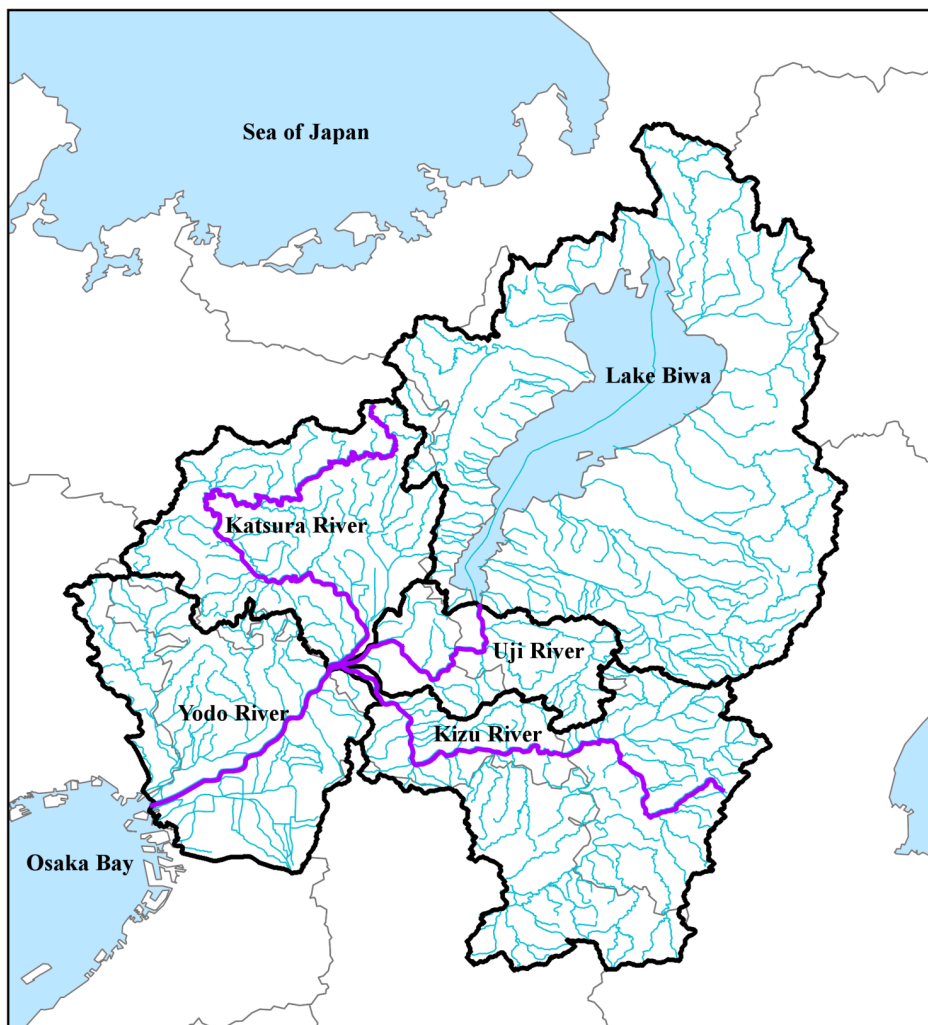 Sea of Japan
Lake Biwa
Katsura River
Uji River
Yodo River
Kizu River
Osaka Bay